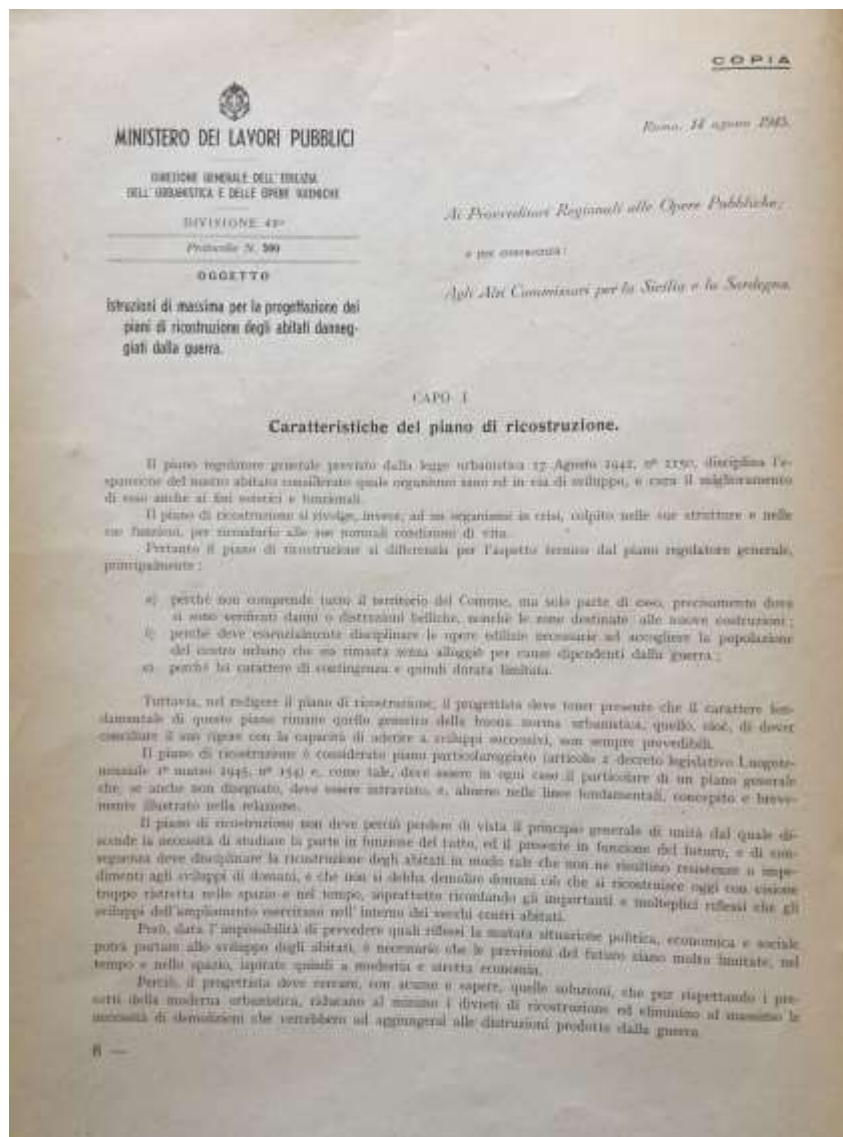 COPIA
MINISTERO DEI LAVORI PUBBLICI
Roma, 14 agosto 1945.
DIREZIONE GENERALE DELL'EDILIZIA
DELL'URBANISTICA E DELLE OPERE IGIENICHE
DIVISIONE
Ai Provveditori Regionali alle Opere Pubbliche;
Protocollo N. 590
e per conoscenza:
OGGETTO
Agli Alti Commissari per la Sicilia e la Sardegna.
istruzioni di massima per la progettazione dei
piani di ricostruzione degli abitati danneg-
giati dalla guerra.
CAPO I
Caratteristiche del piano di ricostruzione.
Il piano regolatore generale previsto dalla legge urbanistica 17 Agosto 1942, nº 1150, disciplina l'e-
spansione del nostro abitato considerato quale organismo sano ed in via di sviluppo, e cura il miglioramento
di esso anche ai fini estetici e funzionali.
Il piano di ricostruzione si rivolge, invece, ad un organismo in crisi, colpito nelle sue strutture e nelle
sue funzioni, per ricondurlo alle sue normali condizioni di vita.
Pertanto il piano di ricostruzione si differenzia per l'aspetto tecnico dal piano regolatore generale,
principalmente:
a) perchè non comprende tutto il territorio del Comune, ma solo parte di esso, precisamente dove
si sono verificati danni o distruzioni belliche, nonchè le zone destinate alle nuove costruzioni;
b) perchè deve essenzialmente disciplinare le opere edilizie necessarie ad accogliere la popolazione
del centro urbano che sia rimasta senza alloggio per cause dipendenti dalla guerra;
c) perchè ha carattere di contingenza e quindi durata limitata.
Tuttavia, nel redigere il piano di ricostruzione, il progettista deve tener presente che il carattere fon-
damentale di questo piano rimane quello generico della buona norma urbanistica, quello, cioè, di dover
conciliare il suo rigore con la capacità di aderire a sviluppi successivi, non sempre prevedibili.
Il piano di ricostruzione è considerato piano particolareggiato (articolo 2 decreto legislativo Luogote-
nenziale 1º marzo 1945, nº 154) e, come tale, deve essere in ogni caso il particolare di un piano generale
che, se anche non disegnato, deve essere intravisto, e, almeno nelle linee fondamentali, concepito e breve-
mente illustrato nella relazione.
Il piano di ricostruzione non deve perciò perdere di vista il principio generale di unità dal quale di-
scende la necessità di studiare la parte in funzione del tutto, ed il presente in funzione del futuro, e di con-
seguenza deve disciplinare la ricostruzione degli abitati in modo tale che non ne risultino resistenze o impe-
dimenti agli sviluppi di domani, e che non si debba demolire domani ciò che si ricostruisce oggi con visione
troppo ristretta nello spazio e nel tempo, soprattutto ricordando gli importanti e molteplici riflessi che gli
sviluppi dell'ampliamento esercitano nell'interno dei vecchi centri abitati.
Però, data l'impossibilità di prevedere quali riflessi la mutata situazione politica, economica e sociale
potrà portare allo sviluppo degli abitati, è necessario che le previsioni del futuro siano molto limitate, nel
tempo e nello spazio, ispirate quindi a modestia e stretta economia.
Perciò, il progettista deve cercare, con acume e sapere, quelle soluzioni, che pur rispettando i pre-
cetti della moderna urbanistica, riducano al minimo i divieti di ricostruzione ed eliminino al massimo le
necessità di demolizioni che verrebbero ad aggiungersi alle distruzioni prodotte dalla guerra.
8 —